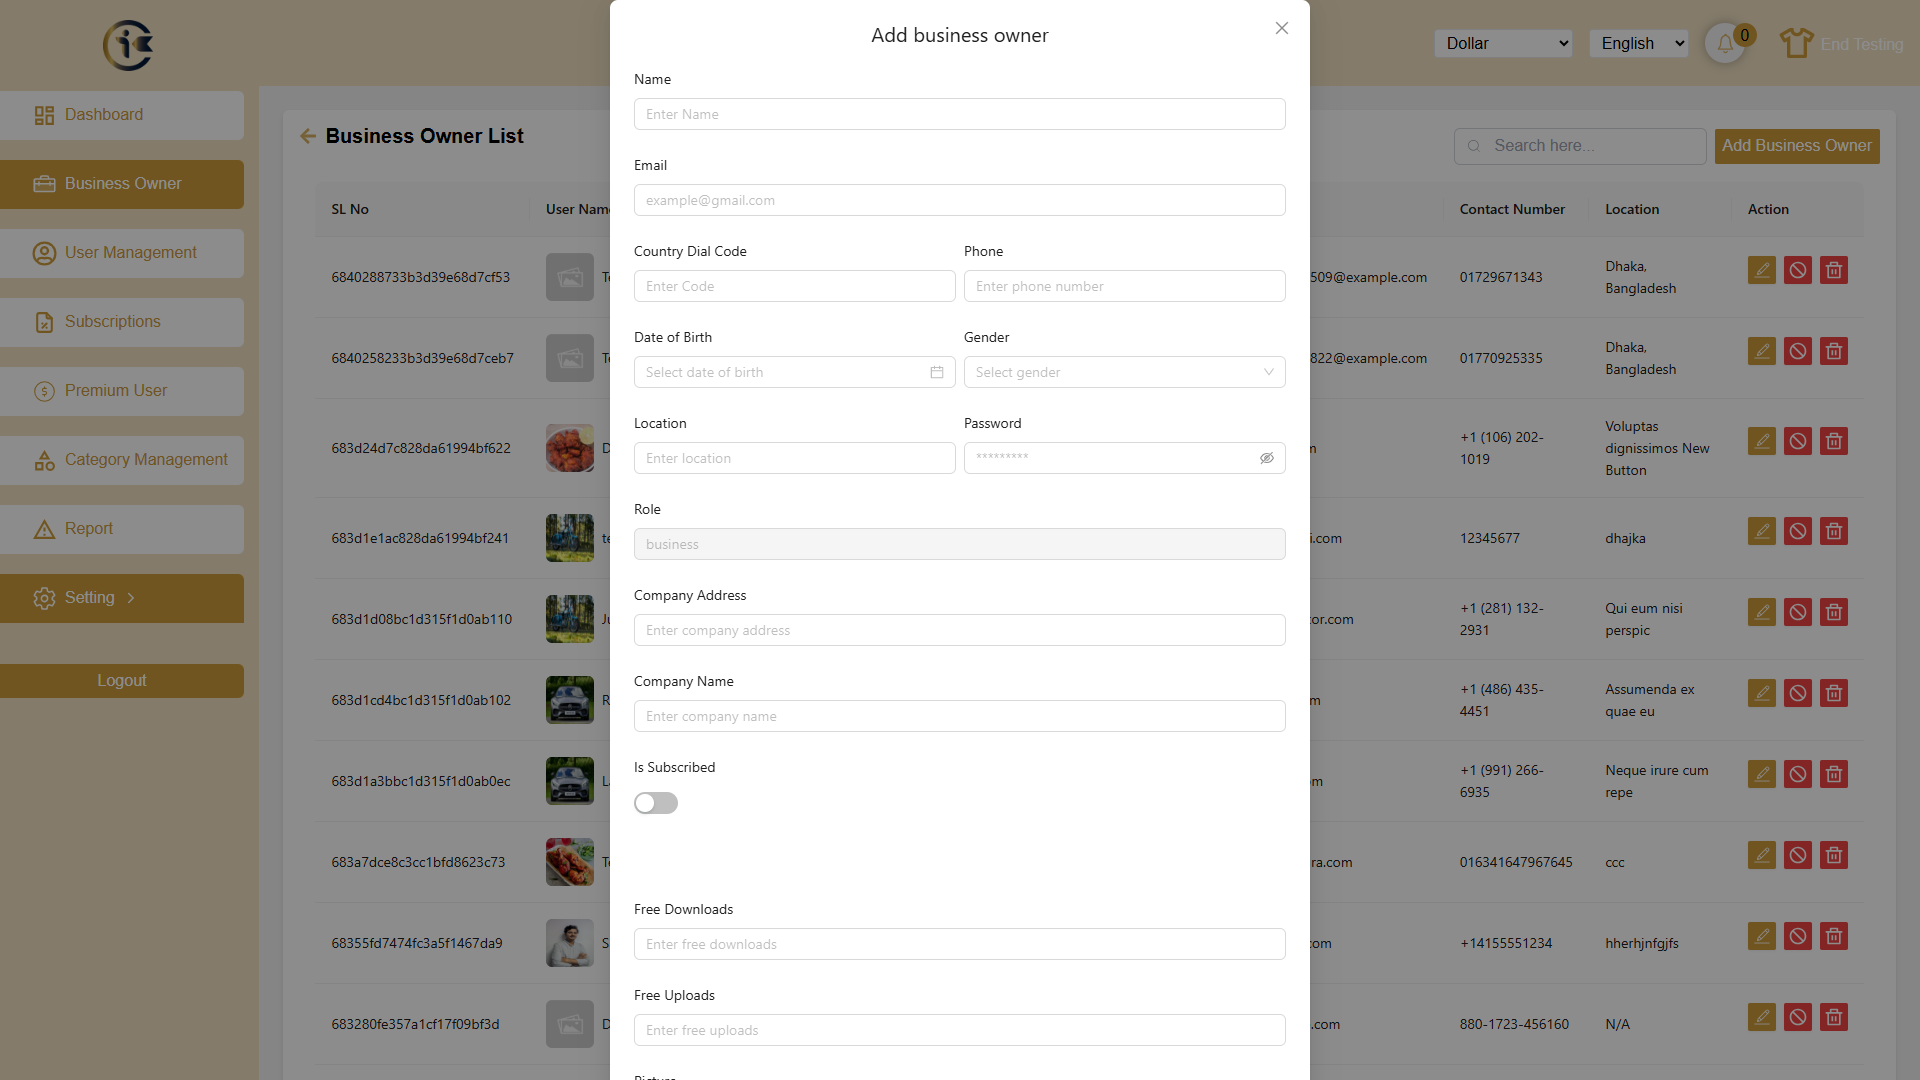 Dollar
English
0
End Testing
Dashboard
Business Owner
User Management
Subscriptions
Premium User
Category Management
Report
Setting
Logout
Business Owner List
Search here...
Add Business Owner
SL No
User Name
Contact Number
Location
Action
6840288733b3d39e68d7cf53
509@example.com
01729671343
Dhaka,
Bangladesh
6840258233b3d39e68d7ceb7
822@example.com
01770925335
Dhaka,
Bangladesh
683d24d7c828da61994bf622
+1 (106) 202-
1019
Voluptas
dignissimos New
Button
683d1e1ac828da61994bf241
i.com
12345677
dhajka
683d1d08bc1d315f1d0ab110
+1 (281) 132-
2931
Qui eum nisi
perspic
683d1cd4bc1d315f1d0ab102
+1 (486) 435-
4451
Assumenda ex
quae eu
683d1a3bbc1d315f1d0ab0ec
+1 (991) 266-
6935
Neque irure cum
repe
683a7dce8c3cc1bfd8623c73
ra.com
016341647967645
ccc
68355fd7474fc3a5f1467da9
+14155551234
hherhjnfgjfs
683280fe357a1cf17f09bf3d
.com
880-1723-456160
N/A
Add business owner
Name
Enter Name
Email
example@gmail.com
Country Dial Code
Phone
Enter Code
Enter phone number
Date of Birth
Gender
Select date of birth
Select gender
Location
Password
Enter location
*********
Role
business
Company Address
Enter company address
Company Name
Enter company name
Is Subscribed
Free Downloads
Enter free downloads
Free Uploads
Enter free uploads
Picture